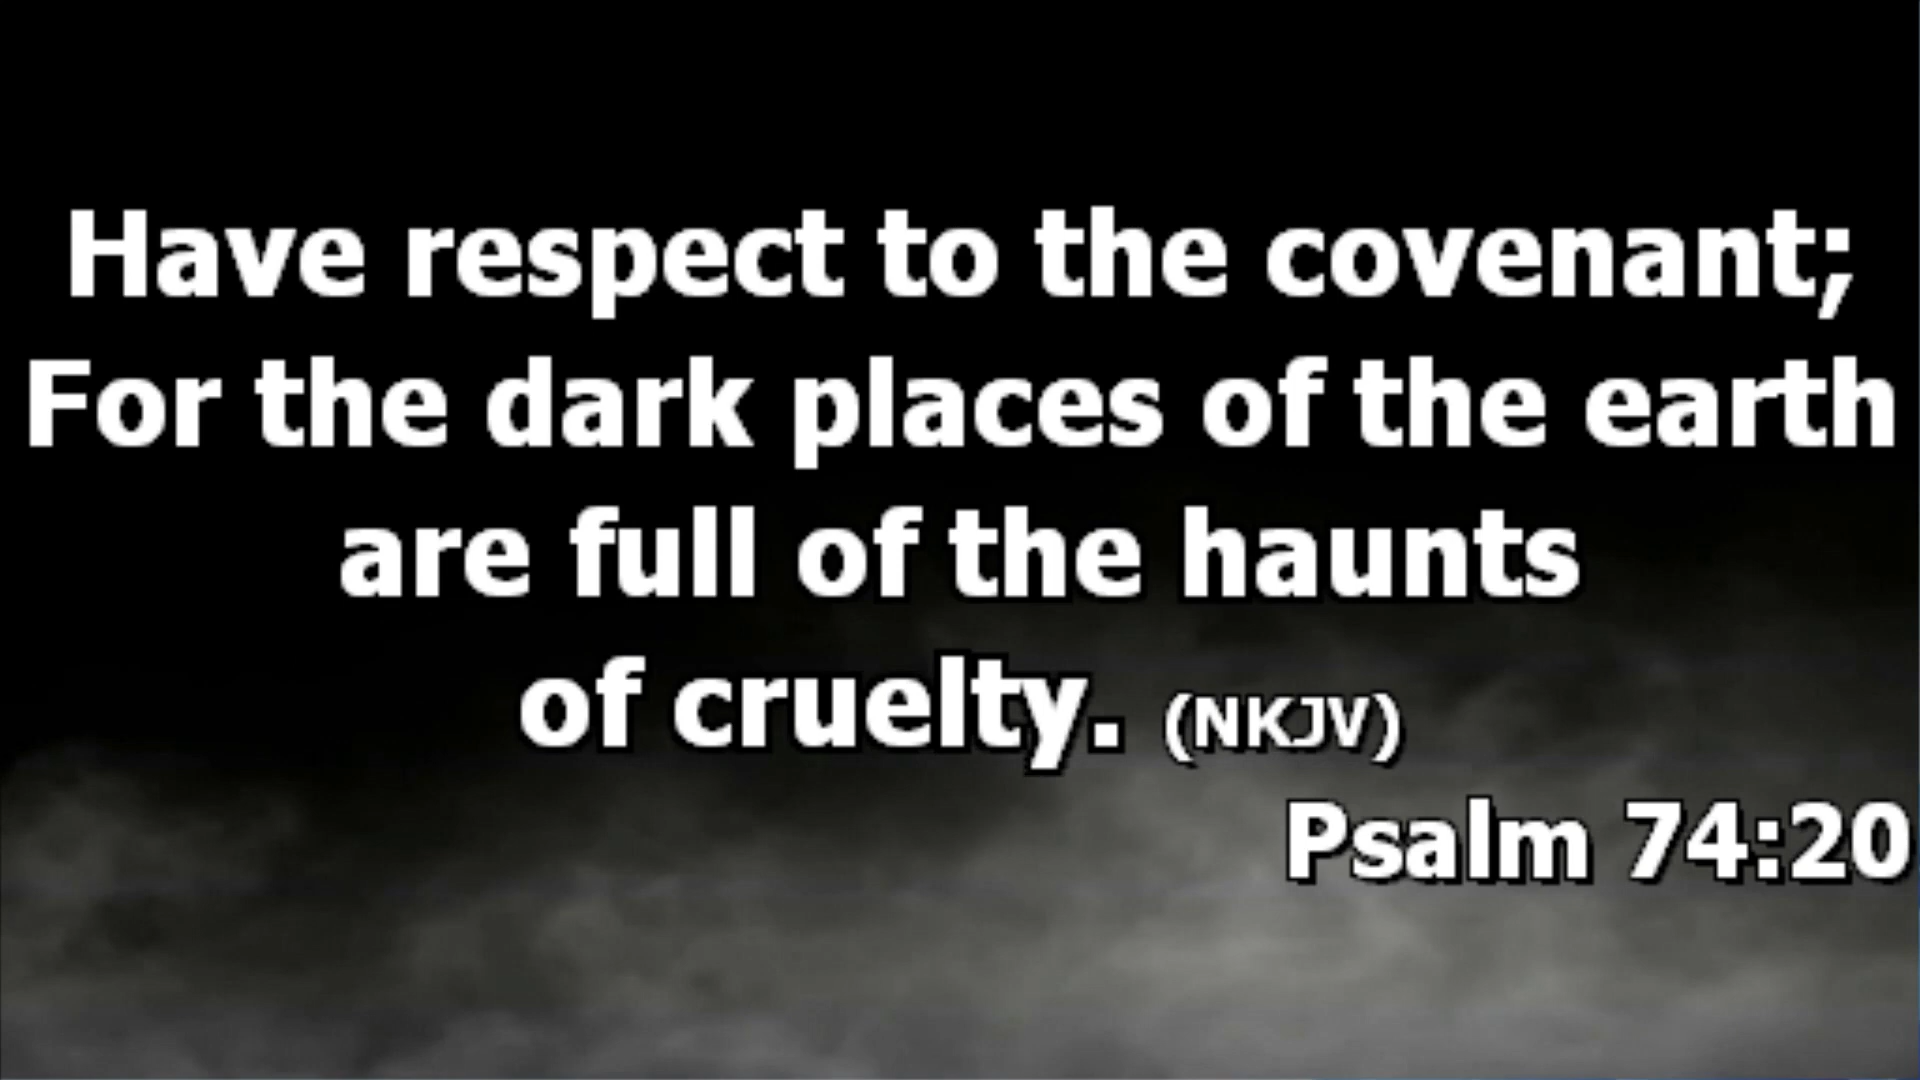 Have respect to the covenant;
For the dark places of the earth
are full of the haunts
of cruelty. (NKJV)
Psalm 74:20